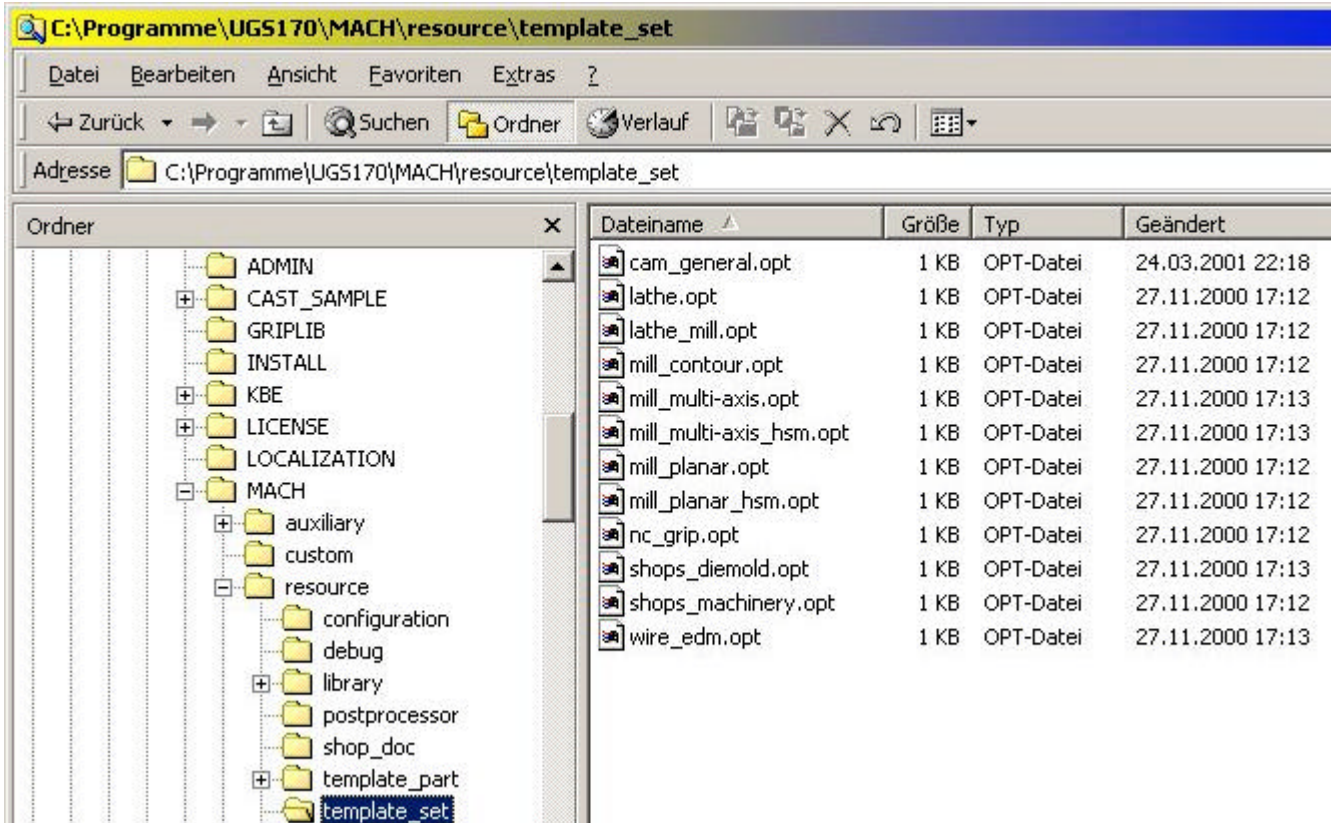 C:\Programme\UGS170\MACH\resource\template_set
Datei Bearbeiten Ansicht Favoriten Extras ?
Zurück Suchen Ordner Verlauf
Adresse C:\Programme\UGS170\MACH\resource\template_set
Ordner
ADMIN
CAST_SAMPLE
GRIPLIB
INSTALL
KBE
LICENSE
LOCALIZATION
MACH
auxiliary
custom
resource
configuration
debug
library
postprocessor
shop_doc
template_part
template_set
Dateiname Größe Typ Geändert
cam_general.opt 1 KB OPT-Datei 24.03.2001 22:18
lathe.opt 1 KB OPT-Datei 27.11.2000 17:12
lathe_mill.opt 1 KB OPT-Datei 27.11.2000 17:12
mill_contour.opt 1 KB OPT-Datei 27.11.2000 17:12
mill_multi-axis.opt 1 KB OPT-Datei 27.11.2000 17:13
mill_multi-axis_hsm.opt 1 KB OPT-Datei 27.11.2000 17:13
mill_planar.opt 1 KB OPT-Datei 27.11.2000 17:12
mill_planar_hsm.opt 1 KB OPT-Datei 27.11.2000 17:12
nc_grip.opt 1 KB OPT-Datei 27.11.2000 17:12
shops_diemold.opt 1 KB OPT-Datei 27.11.2000 17:13
shops_machinery.opt 1 KB OPT-Datei 27.11.2000 17:12
wire_edm.opt 1 KB OPT-Datei 27.11.2000 17:13